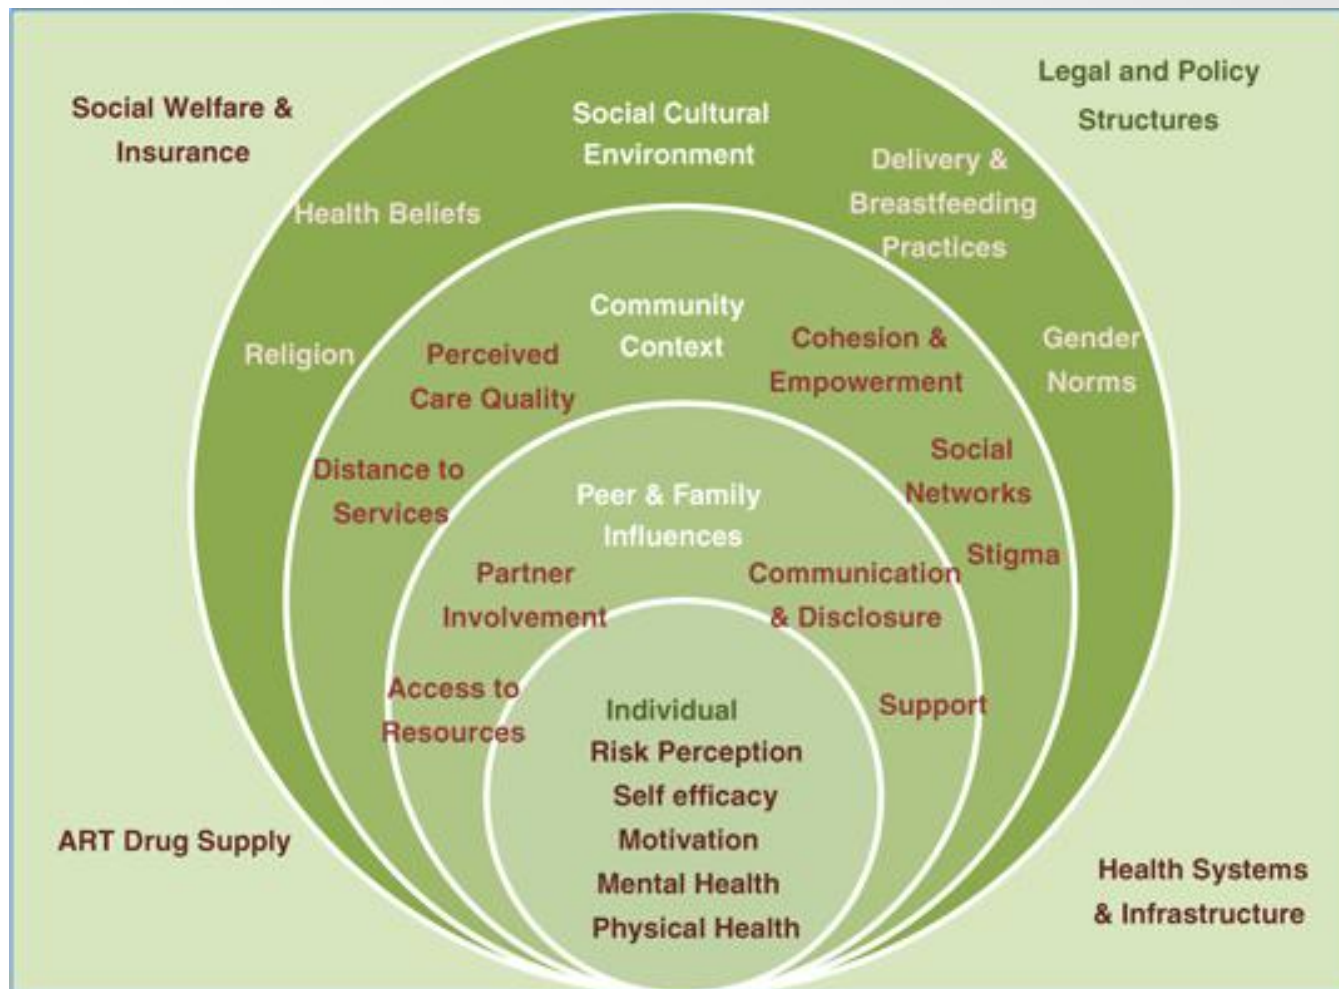 Social Welfare &
Insurance
Legal and Policy
Structures
Social Cultural
Environment
Health Beliefs
Delivery &
Breastfeeding
Practices
Religion
Gender
Norms
Community
Context
Perceived
Care Quality
Cohesion &
Empowerment
Distance to
Services
Social
Networks
Stigma
Peer & Family
Influences
Partner
Involvement
Communication
& Disclosure
Access to
Resources
Support
Individual
Risk Perception
Self efficacy
Motivation
Mental Health
Physical Health
ART Drug Supply
Health Systems
& Infrastructure